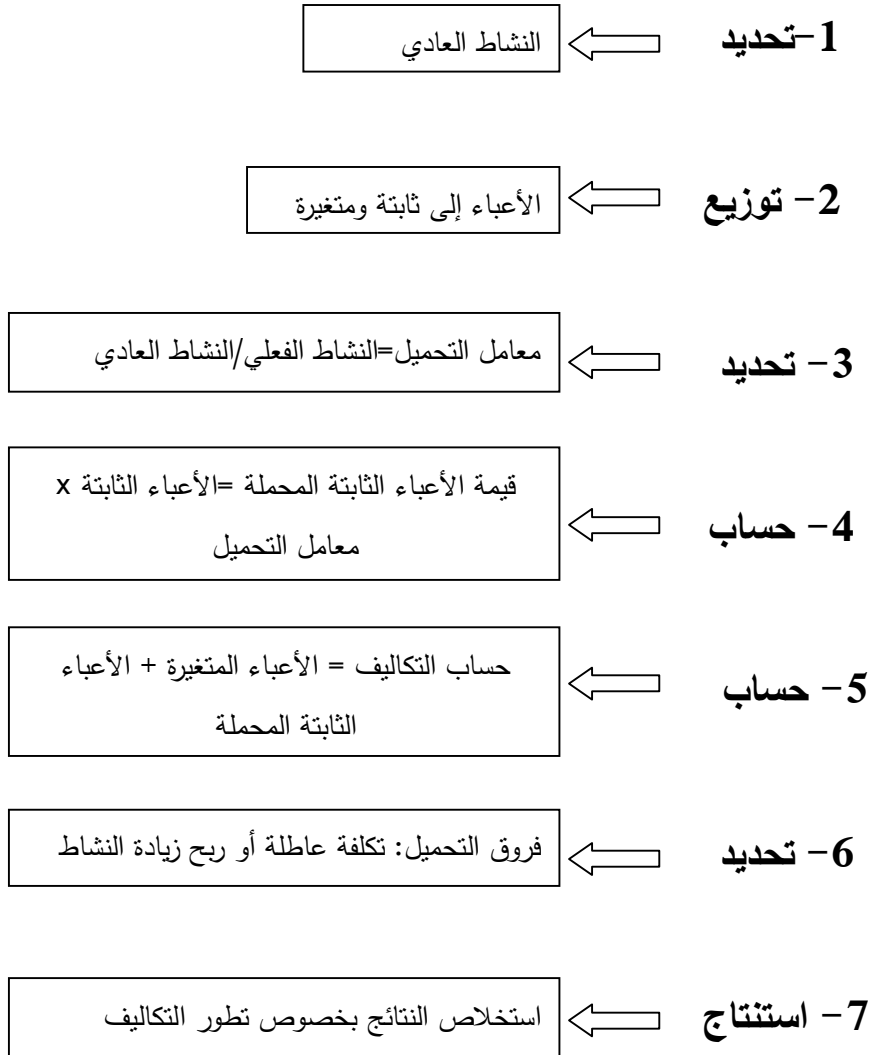 1-تحديد
النشاط العادي
2- توزيع
الأعباء إلى ثابتة ومتغيرة
3- تحديد
معامل التحميل=النشاط الفعلي/النشاط العادي
4- حساب
قيمة الأعباء الثابتة المحملة =الأعباء الثابتة x
معامل التحميل
5- حساب
حساب التكاليف = الأعباء المتغيرة + الأعباء
الثابتة المحملة
6- تحديد
فروق التحميل: تكلفة عاطلة أو ربح زيادة النشاط
7- استنتاج
استخلاص النتائج بخصوص تطور التكاليف